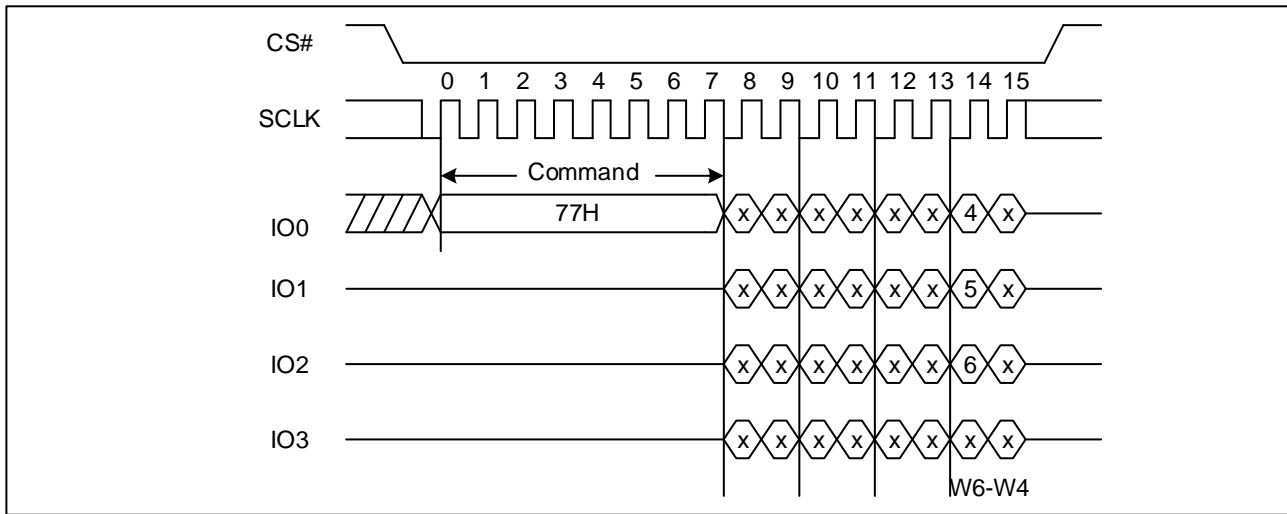 CS#
0 1 2 3 4 5 6 7 8 9 10 11 12 13 14 15
SCLK
Command
IO0 77H x x x x x x 4 x
IO1 x x x x x x 5 x
IO2 x x x x x x 6 x
IO3 x x x x x x x x
W6-W4